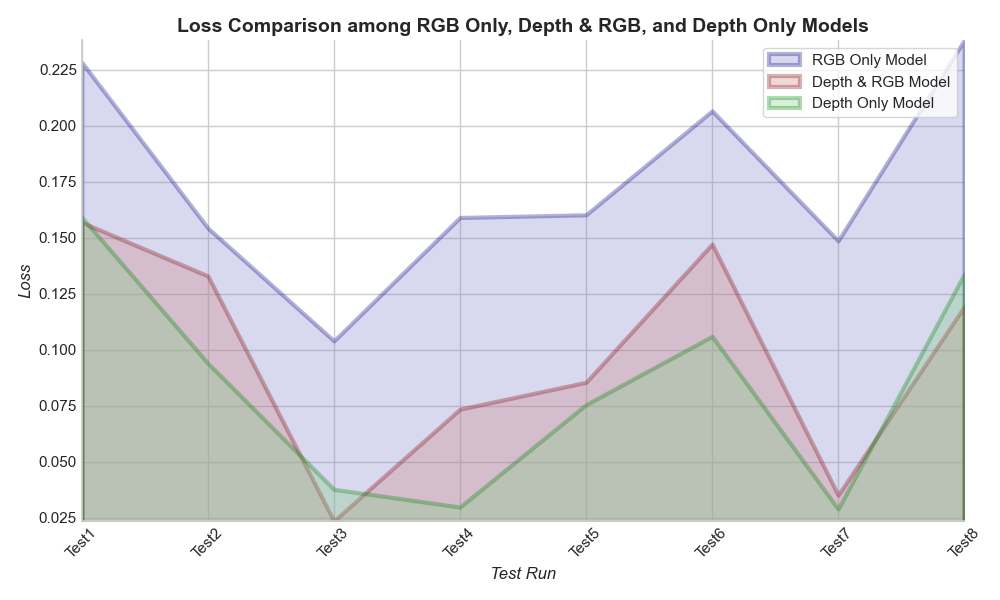 Loss Comparison among RGB Only, Depth & RGB, and Depth Only Models
RGB Only Model
Depth & RGB Model
Depth Only Model
Loss
0.225
0.200
0.175
0.150
0.125
0.100
0.075
0.050
0.025
Test1 Test2 Test3 Test4 Test5 Test6 Test7 Test8
Test Run